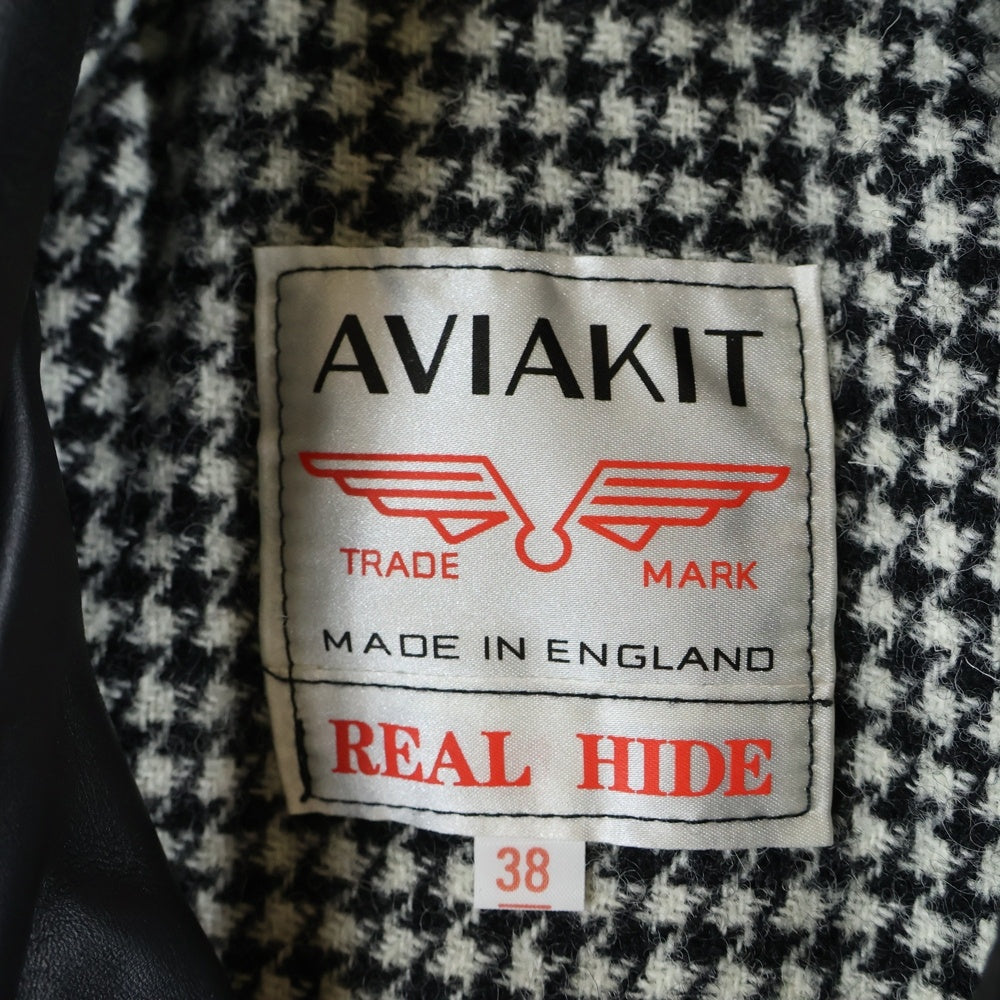 AVIAKIT
TRADE MARK
MADE IN ENGLAND
REAL HIDE
38